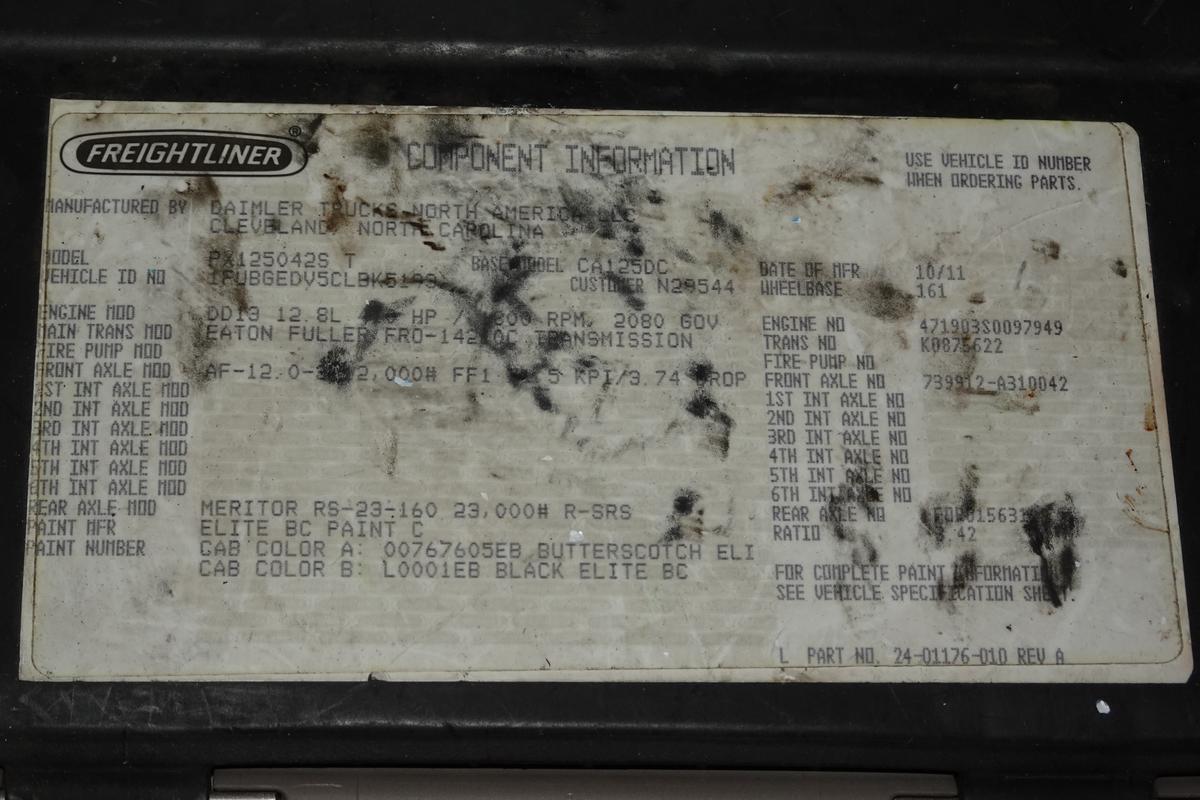 FREIGHTLINER ®
COMPONENT INFORMATION
USE VEHICLE ID NUMBER
WHEN ORDERING PARTS.
MANUFACTURED BY DAIMLER TRUCKS NORTH AMERICA LLC
CLEVELAND, NORTH CAROLINA
MODEL PX125042S T BASE MODEL CA125DC DATE OF MFR 10/11
VEHICLE ID NO CUSTOMER N29544 WHEELBASE 161
ENGINE MOD DD13 12.8L HP RPM, 2080 GOV ENGINE NO 471903S0097949
MAIN TRANS MOD EATON FULLER TRANSMISSION TRANS NO K0875622
FIRE PUMP MOD FIRE PUMP NO
FRONT AXLE MOD FF1 KPI/3.74 DROP FRONT AXLE NO 739912-A310042
1ST INT AXLE MOD 1ST INT AXLE NO
2ND INT AXLE MOD 2ND INT AXLE NO
3RD INT AXLE MOD 3RD INT AXLE NO
4TH INT AXLE MOD 4TH INT AXLE NO
5TH INT AXLE MOD 5TH INT AXLE NO
6TH INT AXLE MOD 6TH INT AXLE NO
REAR AXLE MOD MERITOR RS-23-160 23,000# R-SRS REAR AXLE NO
PAINT MFR ELITE BC PAINT C RATIO
PAINT NUMBER CAB COLOR A: 00767605EB BUTTERSCOTCH ELI
CAB COLOR B: L0001EB BLACK ELITE BC
FOR COMPLETE PAINT INFORMATION
SEE VEHICLE SPECIFICATION SHEET.
L PART NO. 24-01176-010 REV A